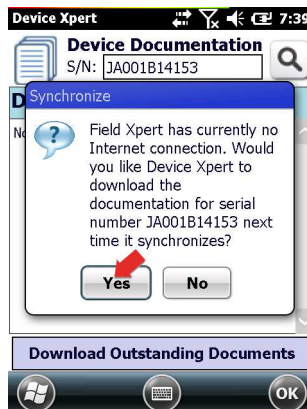 Device Xpert 7:39
Device Documentation
S/N: JA001B14153
D
No
Synchronize
Field Xpert has currently no
Internet connection. Would
you like Device Xpert to
download the
documentation for serial
number JA001B14153 next
time it synchronizes?
Yes No
Download Outstanding Documents
OK